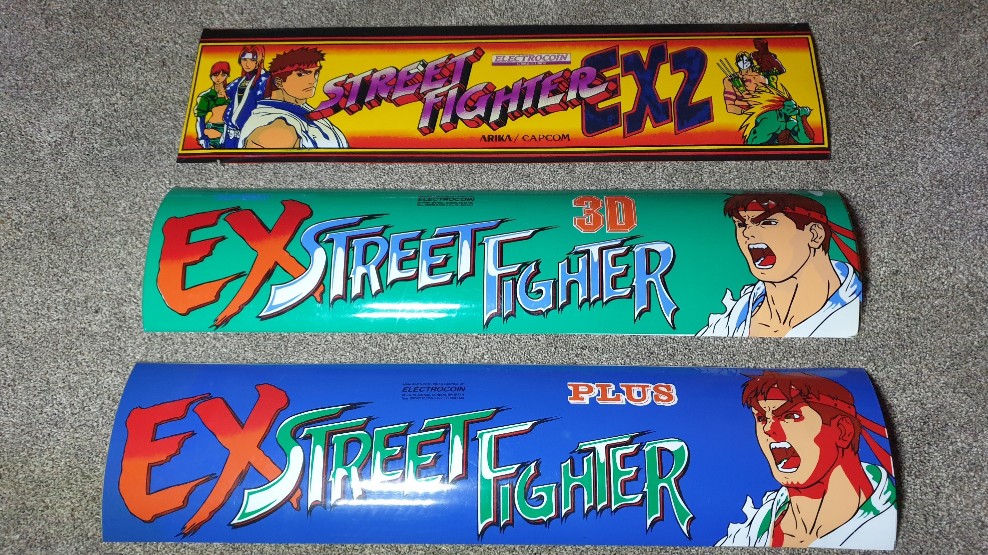 STREET
FIGHTER
EX2
ELECTROCOIN
ARIKA / CAPCOM
EX STREET FIGHTER
3D
ELECTROCOIN
EX STREET FIGHTER
PLUS
ELECTROCOIN